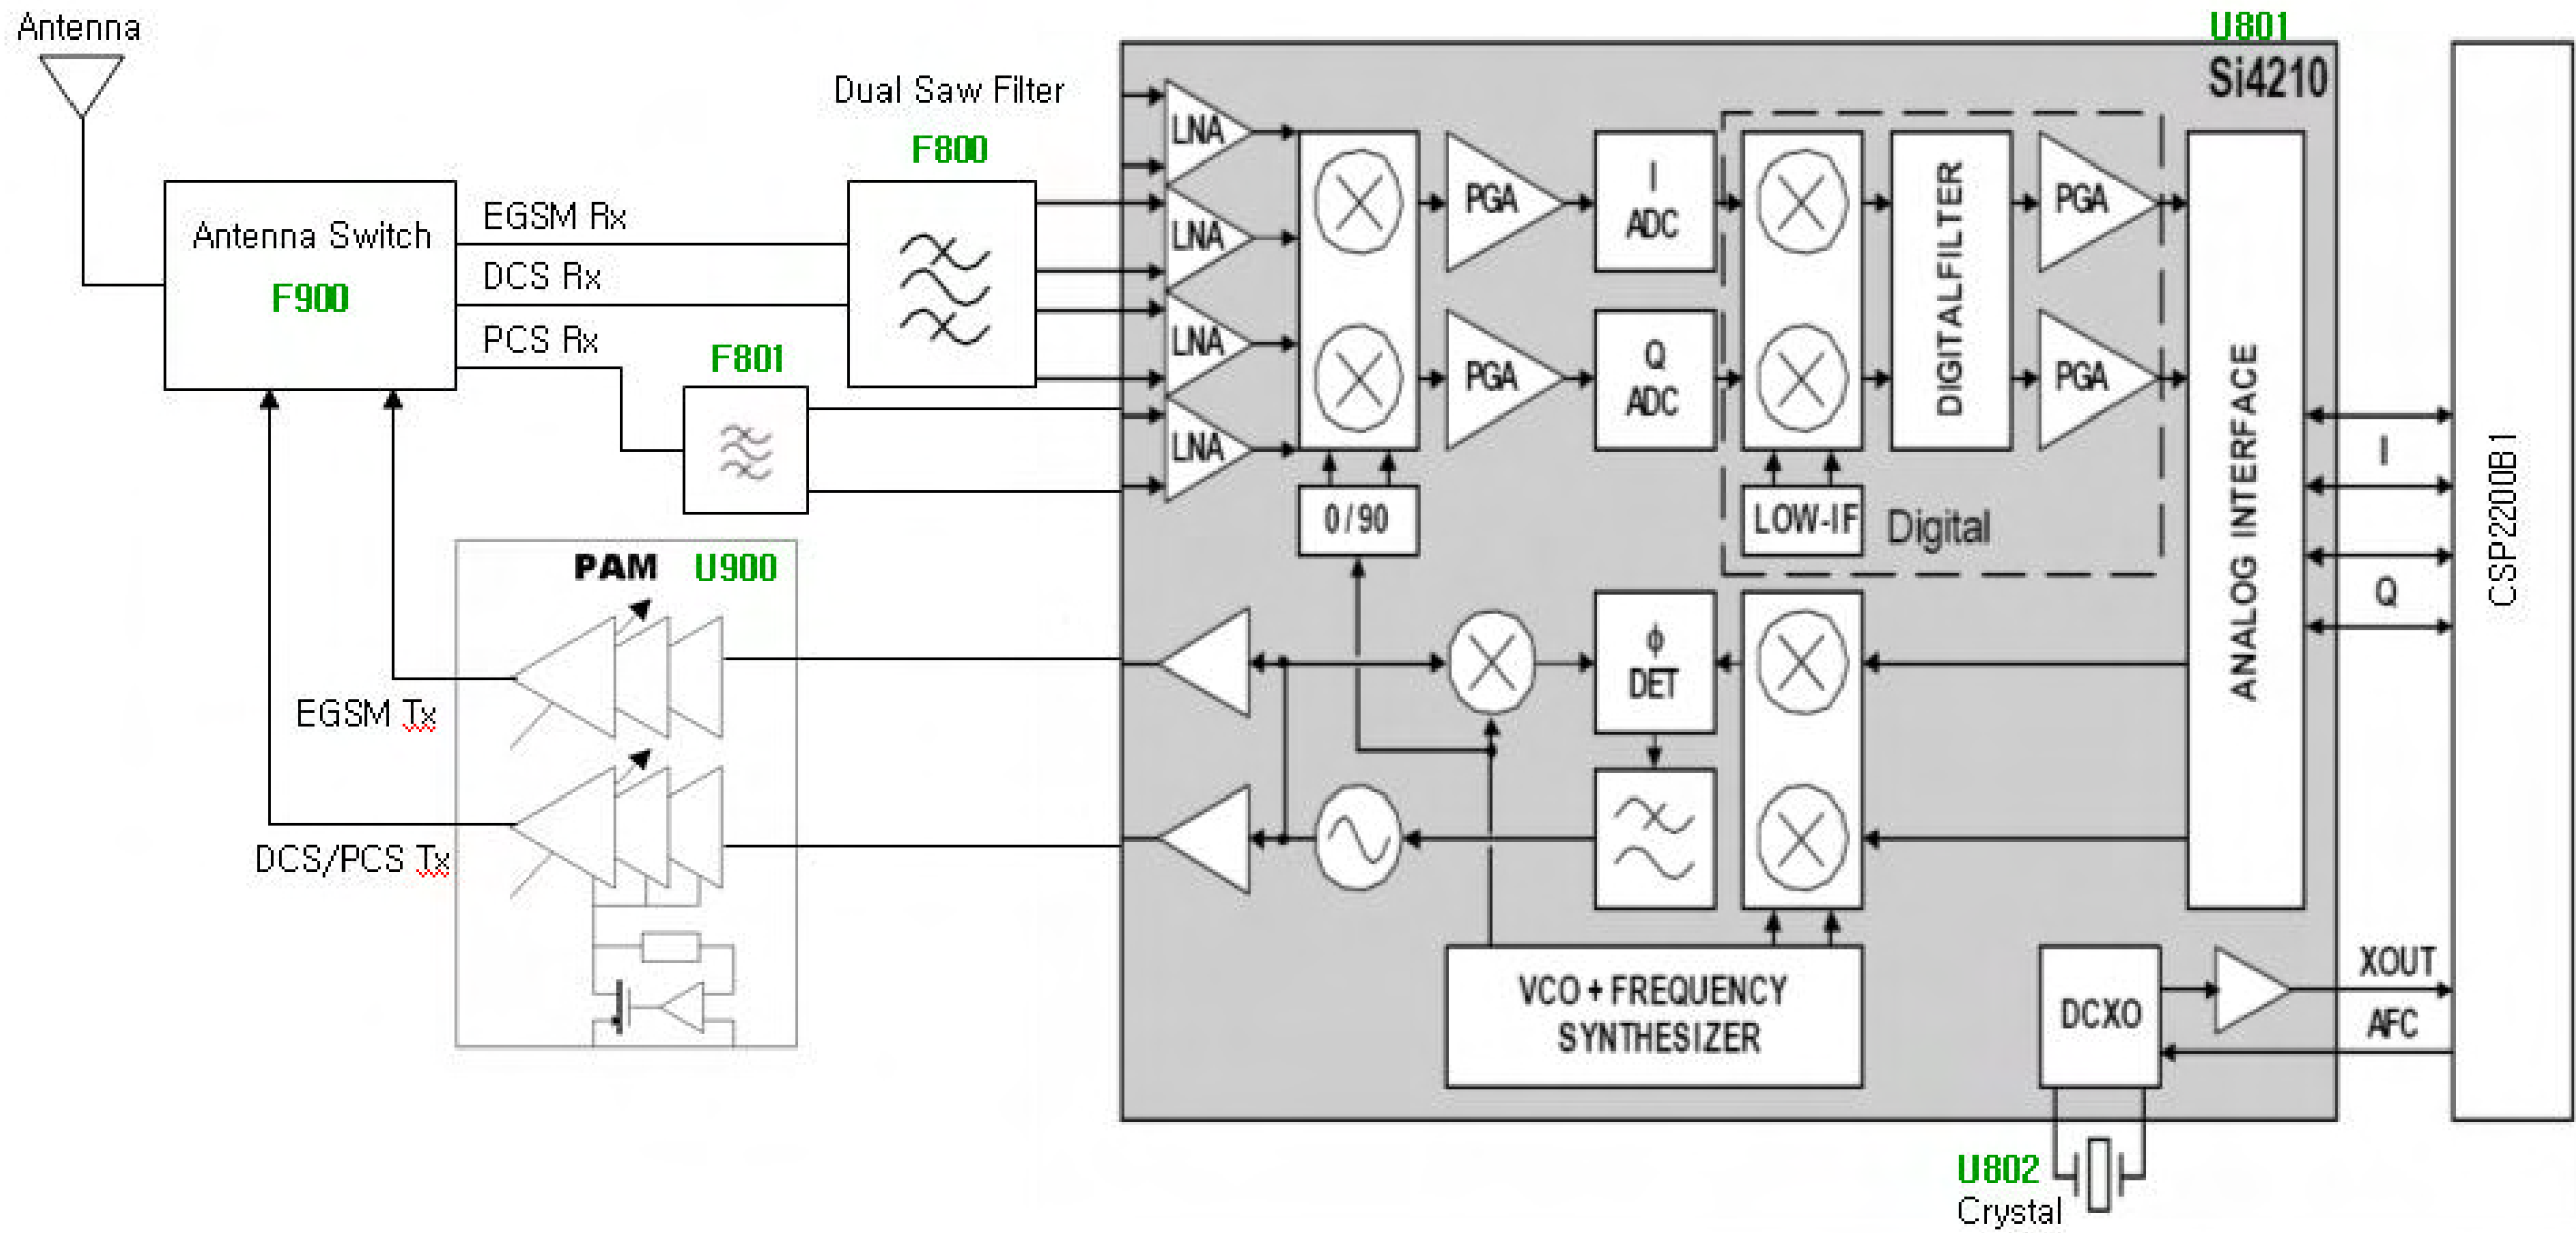 Antenna
U801
Si4210
Dual Saw Filter
F800
LNA
LNA
LNA
LNA
PGA
PGA
I
ADC
Q
ADC
DIGITALFILTER
PGA
PGA
ANALOG INTERFACE
Antenna Switch
F900
EGSM Rx
DCS Rx
PCS Rx
F801
0 / 90
LOW-IF
Digital
I
Q
CSP2200B1
PAM
U900
EGSM Tx
DCS/PCS Tx
ϕ
DET
VCO + FREQUENCY
SYNTHESIZER
DCXO
XOUT
AFC
U802
Crystal